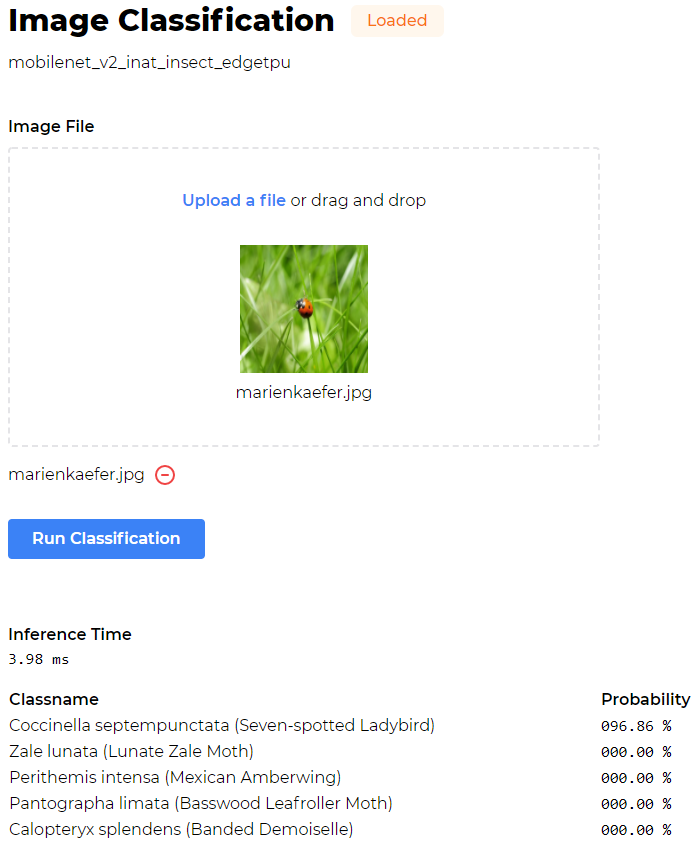 Image Classification Loaded
mobilenet_v2_inat_insect_edgetpu
Image File
Upload a file or drag and drop
marienkaefer.jpg
marienkaefer.jpg
Run Classification
Inference Time
3.98 ms
Classname Probability
Coccinella septempunctata (Seven-spotted Ladybird) 096.86 %
Zale lunata (Lunate Zale Moth) 000.00 %
Perithemis intensa (Mexican Amberwing) 000.00 %
Pantographa limata (Basswood Leafroller Moth) 000.00 %
Calopteryx splendens (Banded Demoiselle) 000.00 %